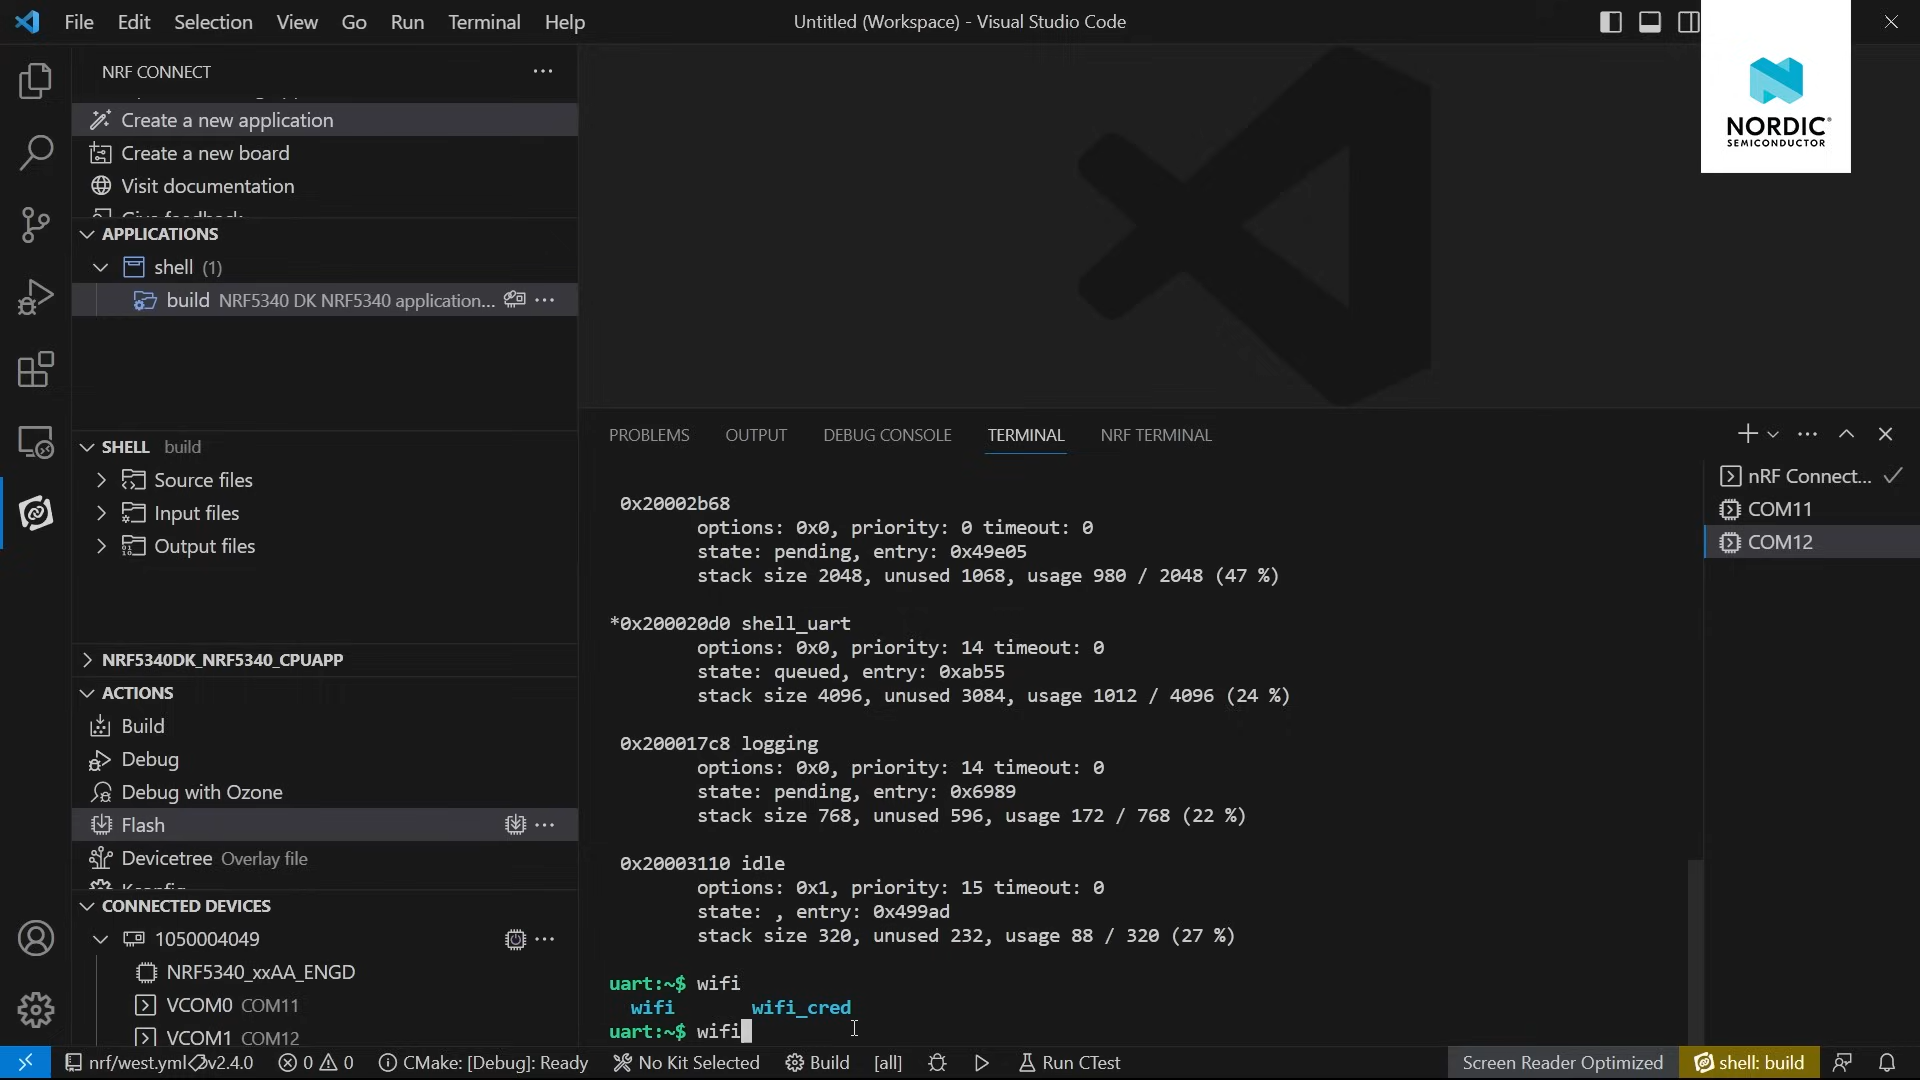 File Edit Selection View Go Run Terminal Help
Untitled (Workspace) - Visual Studio Code
NORDIC®
SEMICONDUCTOR
NRF CONNECT
Create a new application
Create a new board
Visit documentation
Give feedback
APPLICATIONS
shell (1)
build NRF5340 DK NRF5340 application...
SHELL build
Source files
Input files
Output files
NRF5340DK_NRF5340_CPUAPP
ACTIONS
Build
Debug
Debug with Ozone
Flash
Devicetree Overlay file
Kconfig
CONNECTED DEVICES
1050004049
NRF5340_xxAA_ENGD
VCOM0 COM11
VCOM1 COM12
PROBLEMS OUTPUT DEBUG CONSOLE TERMINAL NRF TERMINAL
0x20002b68
options: 0x0, priority: 0 timeout: 0
state: pending, entry: 0x49e05
stack size 2048, unused 1068, usage 980 / 2048 (47 %)
*0x200020d0 shell_uart
options: 0x0, priority: 14 timeout: 0
state: queued, entry: 0xab55
stack size 4096, unused 3084, usage 1012 / 4096 (24 %)
0x200017c8 logging
options: 0x0, priority: 14 timeout: 0
state: pending, entry: 0x6989
stack size 768, unused 596, usage 172 / 768 (22 %)
0x20003110 idle
options: 0x1, priority: 15 timeout: 0
state: , entry: 0x499ad
stack size 320, unused 232, usage 88 / 320 (27 %)
uart:~$ wifi
wifi wifi_cred
uart:~$ wifi
nRF Connect...
COM11
COM12
nrf/west.yml v2.4.0 0 0 CMake: [Debug]: Ready No Kit Selected Build [all] Run CTest Screen Reader Optimized shell: build